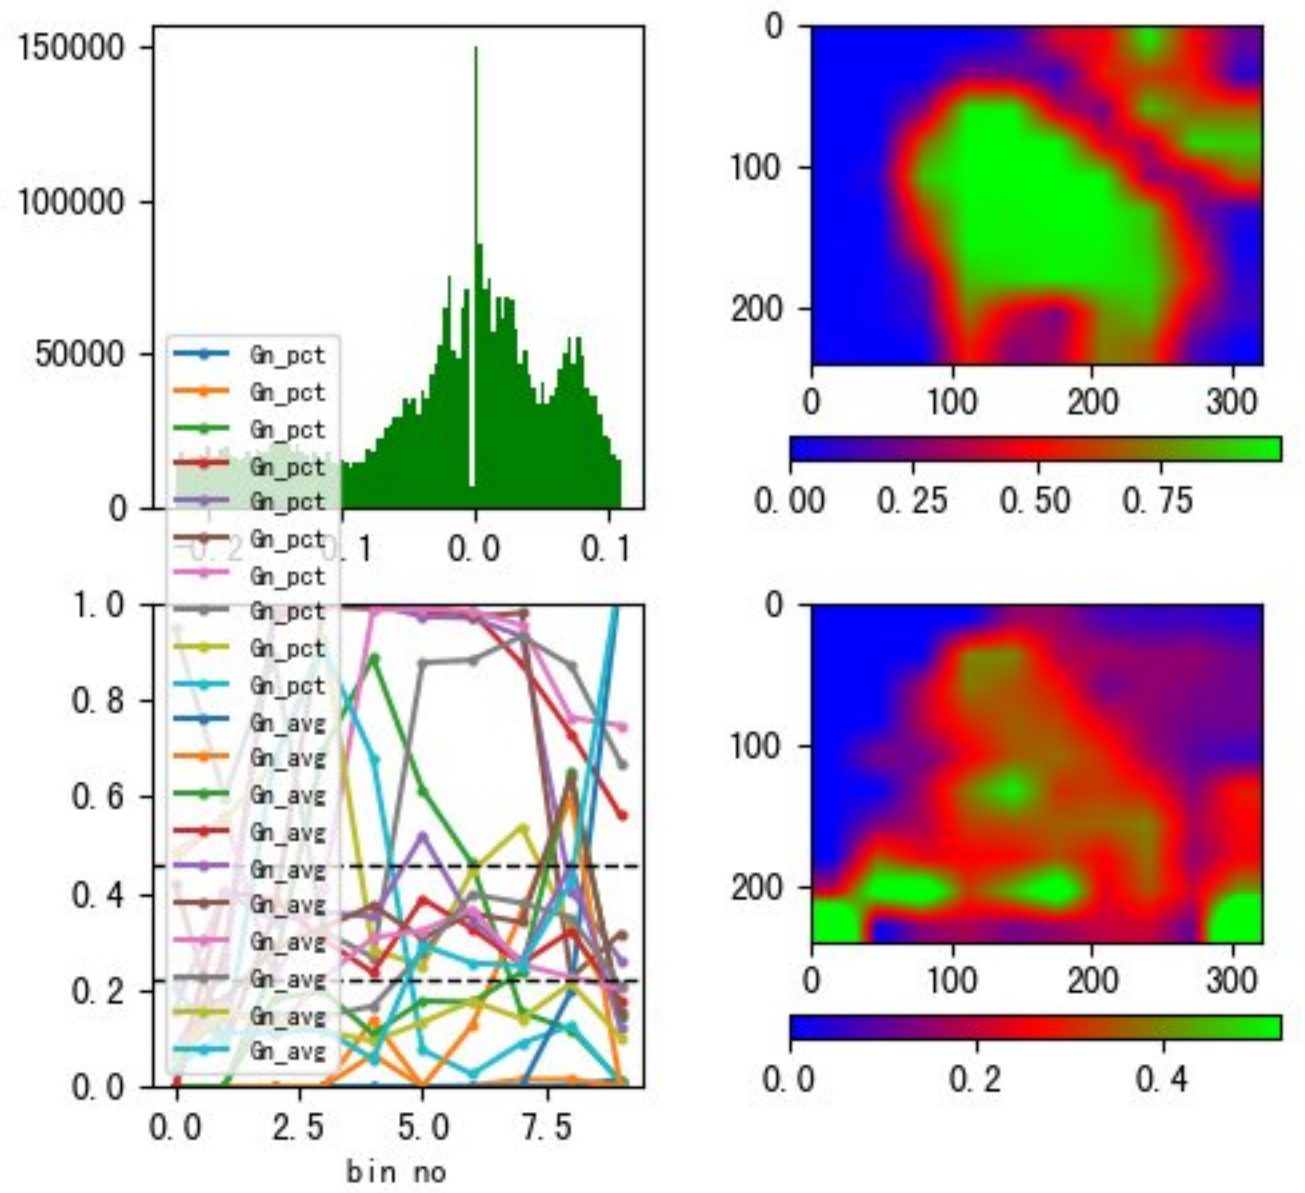 150000
100000
50000
0
-0. 2
0. 1
0. 0
0. 1
0
100
200
0
100
200
300
0. 00
0. 25
0. 50
0. 75
Gn_pct
Gn_pct
Gn_pct
Gn_pct
Gn_pct
Gn_pct
Gn_pct
Gn_pct
Gn_pct
Gn_pct
Gn_avg
Gn_avg
Gn_avg
Gn_avg
Gn_avg
Gn_avg
Gn_avg
Gn_avg
Gn_avg
Gn_avg
1. 0
0. 8
0. 6
0. 4
0. 2
0. 0
0. 0
2. 5
5. 0
7. 5
bin no
0
100
200
0
100
200
300
0. 0
0. 2
0. 4